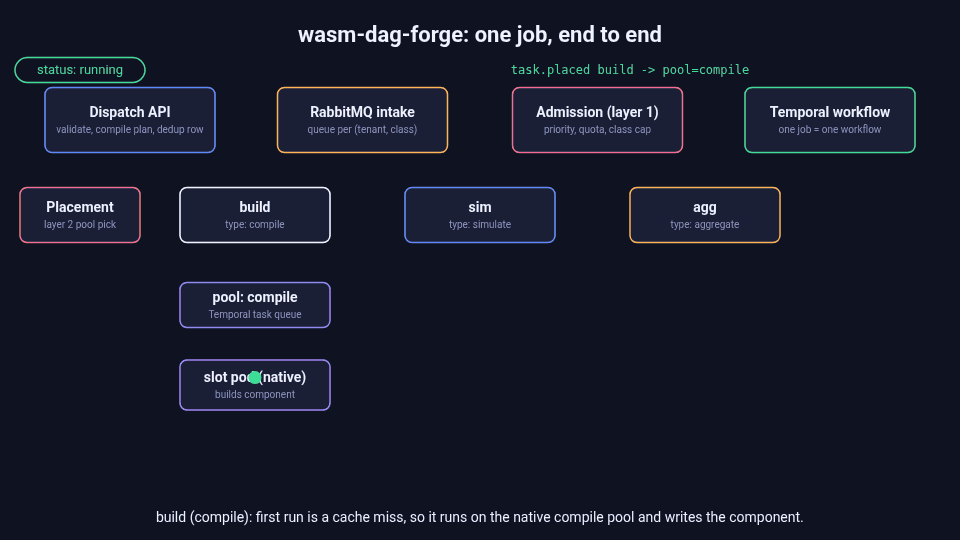 wasm-dag-forge: one job, end to end
status: running
task.placed build -> pool=compile
Dispatch API
validate, compile plan, dedup row
RabbitMQ intake
queue per (tenant, class)
Admission (layer 1)
priority, quota, class cap
Temporal workflow
one job = one workflow
Placement
layer 2 pool pick
build
type: compile
sim
type: simulate
agg
type: aggregate
pool: compile
Temporal task queue
slot pool (native)
builds component
build (compile): first run is a cache miss, so it runs on the native compile pool and writes the component.